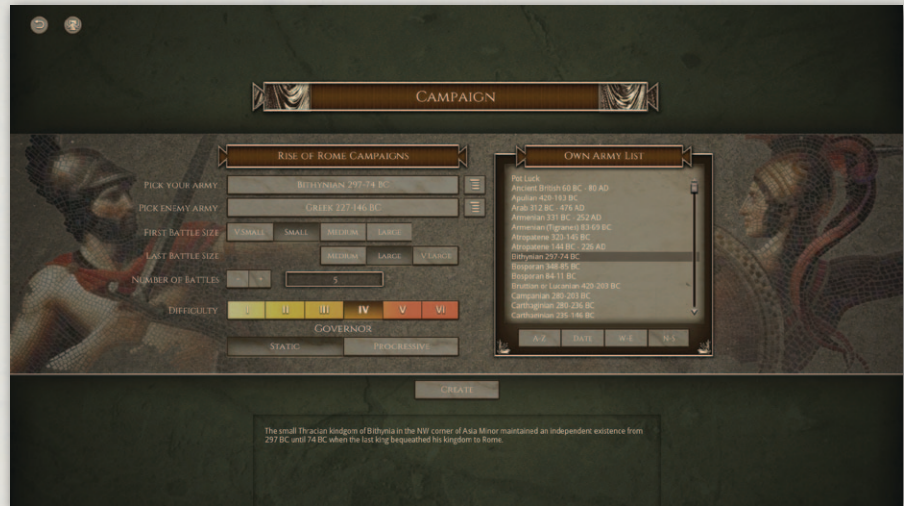 CAMPAIGN
RISE OF ROME CAMPAIGNS
PICK YOUR ARMY BITHYNIAN 297-74 BC
PICK ENEMY ARMY GREEK 227-146 BC
FIRST BATTLE SIZE V.SMALL SMALL MEDIUM LARGE
LAST BATTLE SIZE MEDIUM LARGE V.LARGE
NUMBER OF BATTLES - + 5
DIFFICULTY I II III IV V VI
GOVERNOR
STATIC PROGRESSIVE
OWN ARMY LIST
Pot Luck
Ancient British 60 BC - 80 AD
Apulian 420-203 BC
Arab 312 BC - 476 AD
Armenian 331 BC - 252 AD
Armenian (Tigranes) 83-69 BC
Atropatene 320-145 BC
Atropatene 144 BC - 226 AD
Bithynian 297-74 BC
Bosporan 348-85 BC
Bosporan 84-11 BC
Bruttian or Lucanian 420-203 BC
Campanian 280-203 BC
Carthaginian 280-236 BC
Carthaginian 235-146 BC
A-Z DATE W-E N-S
CREATE
The small Thracian kindgom of Bithynia in the NW corner of Asia Minor maintained an independent existence from
297 BC until 74 BC when the last king bequeathed his kingdom to Rome.